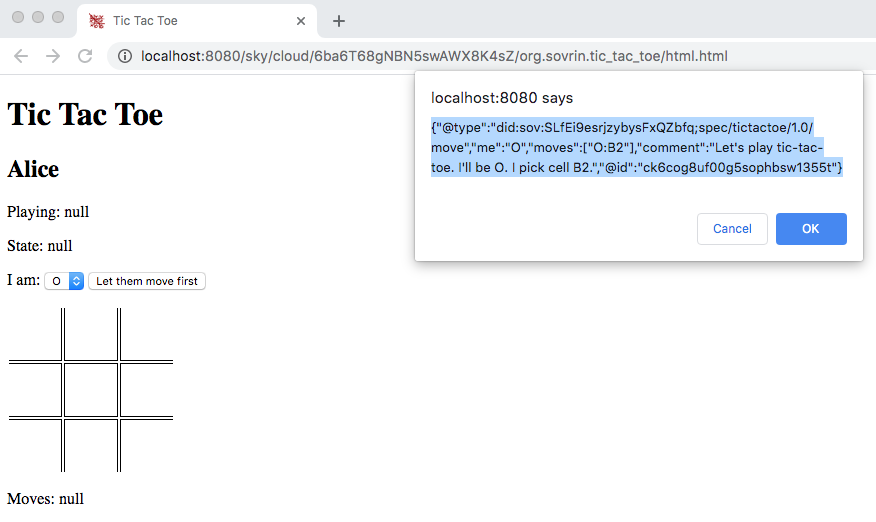 Tic Tac Toe
localhost:8080/sky/cloud/6ba6T68gNBN5swAWX8K4sZ/org.sovrin.tic_tac_toe/html.html
Tic Tac Toe
Alice
Playing: null
State: null
I am: O Let them move first
Moves: null
localhost:8080 says
{"@type":"did:sov:SLfEi9esrjzybysFxQZbfq;spec/tictactoe/1.0/
move","me":"O","moves":["O:B2"],"comment":"Let's play tic-tac-
toe. I'll be O. I pick cell B2.","@id":"ck6cog8uf00g5sophbsw1355t"}
Cancel OK